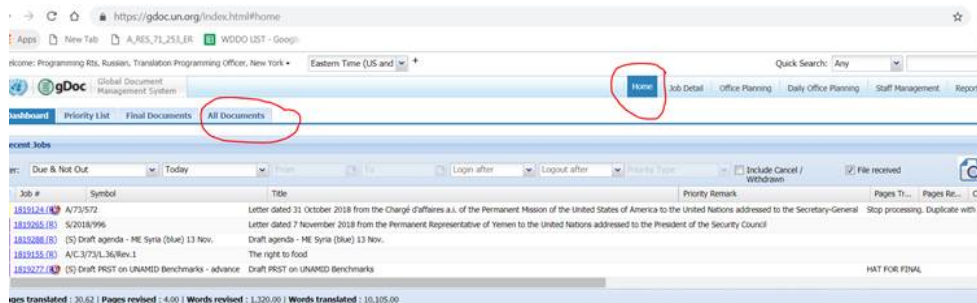 https://gdoc.un.org/index.html#home
Apps New Tab A_RES_71_253_ER WDDO LIST - Googl
elcome: Programming Rts, Russian, Translation Programming Officer, New York Eastern Time (US and + Quick Search: Any
gDoc Global Document Management System
Home Job Detail Office Planning Daily Office Planning Staff Management Report
Dashboard Priority List Final Documents All Documents
ecent Jobs
er: Due & Not Out Today From To Login after Logout after Priority Type Include Cancel / Withdrawn File received
Job # Symbol Title Priority Remark Pages Tr... Pages Re...
1819124 (R) A/73/572 Letter dated 31 October 2018 from the Chargé d'affaires a.i. of the Permanent Mission of the United States of America to the United Nations addressed to the Secretary-General Stop processing. Duplicate with
1819265 (R) S/2018/996 Letter dated 7 November 2018 from the Permanent Representative of Yemen to the United Nations addressed to the President of the Security Council
1819288 (R) (S) Draft agenda - ME Syria (blue) 13 Nov. Draft agenda - ME Syria (blue) 13 Nov.
1819155 (R) A/C.3/73/L.36/Rev.1 The right to food
1819277 (R) (S) Draft PRST on UNAMID Benchmarks - advance Draft PRST on UNAMID Benchmarks HAT FOR FINAL
ages translated : 30.62 | Pages revised : 4.00 | Words revised : 1,320.00 | Words translated : 10,105.00